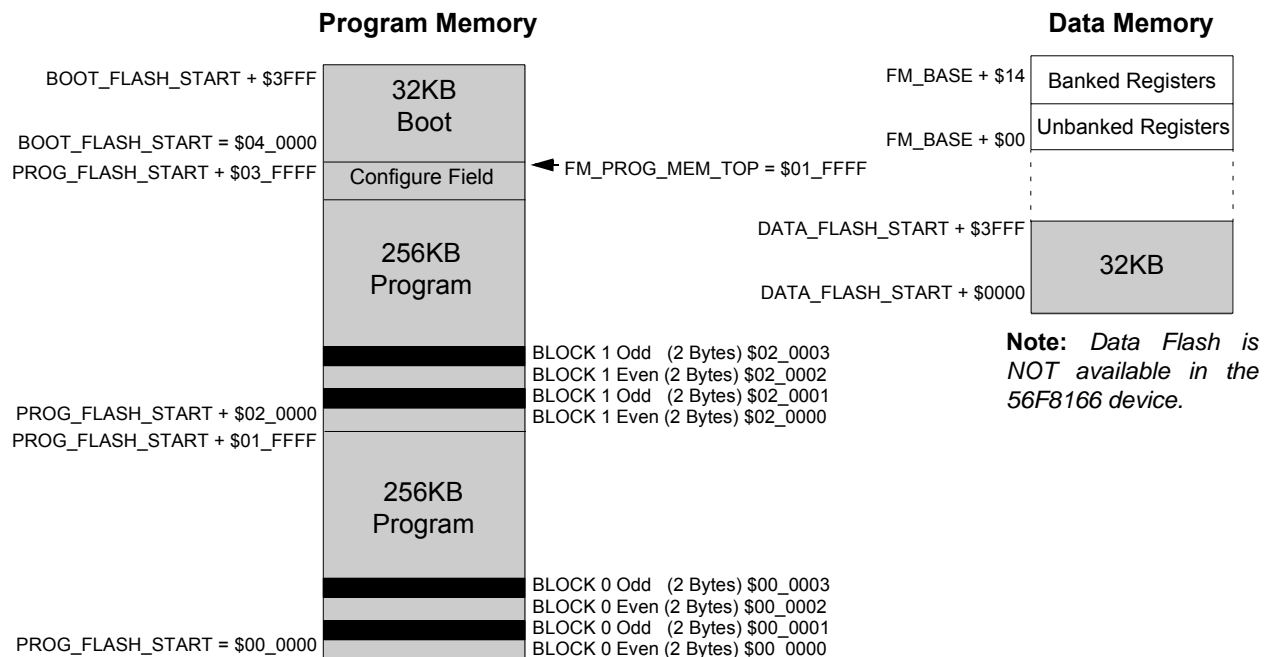 Program Memory
BOOT_FLASH_START + $3FFF
32KB
Boot
BOOT_FLASH_START = $04_0000
PROG_FLASH_START + $03_FFFF
Configure Field
FM_PROG_MEM_TOP = $01_FFFF
256KB
Program
BLOCK 1 Odd (2 Bytes) $02_0003
BLOCK 1 Even (2 Bytes) $02_0002
BLOCK 1 Odd (2 Bytes) $02_0001
PROG_FLASH_START + $02_0000
BLOCK 1 Even (2 Bytes) $02_0000
PROG_FLASH_START + $01_FFFF
256KB
Program
BLOCK 0 Odd (2 Bytes) $00_0003
BLOCK 0 Even (2 Bytes) $00_0002
BLOCK 0 Odd (2 Bytes) $00_0001
PROG_FLASH_START = $00_0000
BLOCK 0 Even (2 Bytes) $00_0000
Data Memory
FM_BASE + $14
Banked Registers
Unbanked Registers
FM_BASE + $00
DATA_FLASH_START + $3FFF
32KB
DATA_FLASH_START + $0000
Note: Data Flash is
NOT available in the
56F8166 device.